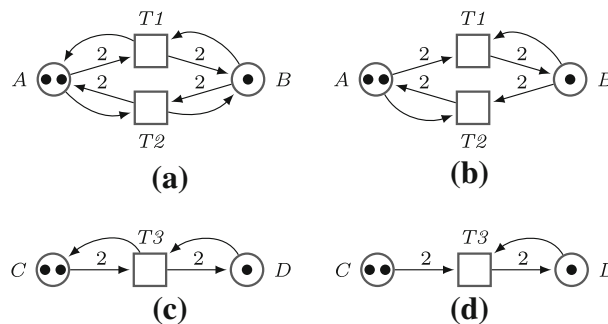 T1 T1
2 2 2 2
A B A B
2 2 2 2
T2 T2
(a) (b)
T3 T3
C 2 2 D C 2 2 D
(c) (d)